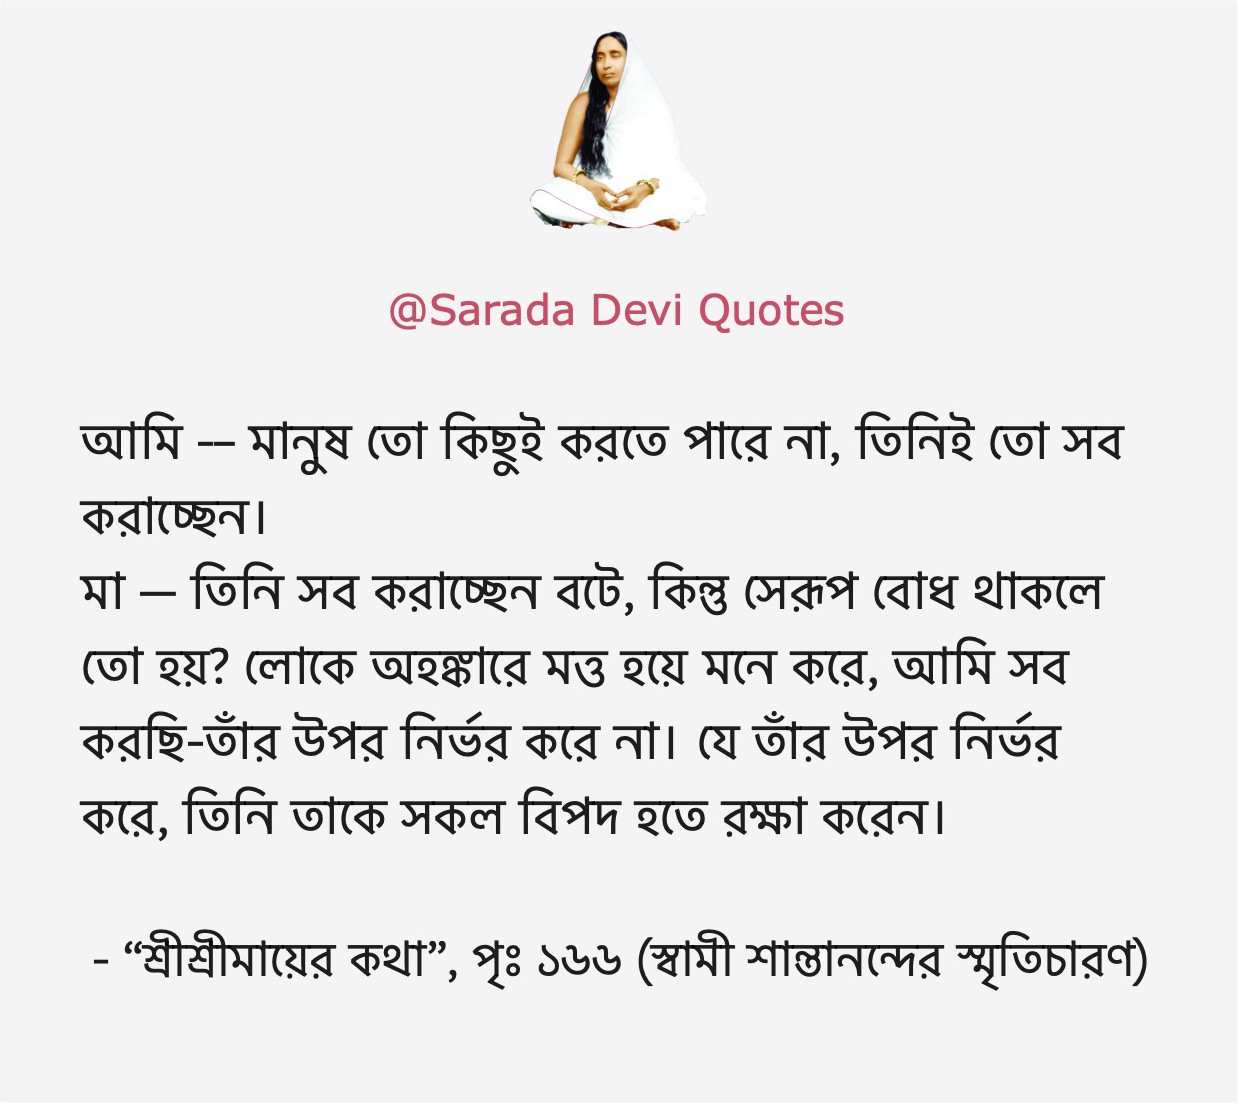 @Sarada Devi Quotes
আমি -– মানুষ তো কিছুই করতে পারে না, তিনিই তো সব
করাচ্ছেন।
মা — তিনি সব করাচ্ছেন বটে, কিন্তু সেরূপ বোধ থাকলে
তো হয়? লোকে অহঙ্কারে মত্ত হয়ে মনে করে, আমি সব
করছি-তাঁর উপর নির্ভর করে না। যে তাঁর উপর নির্ভর
করে, তিনি তাকে সকল বিপদ হতে রক্ষা করেন।
- “শ্রীশ্রীমায়ের কথা”, পৃঃ ১৬৬ (স্বামী শান্তানন্দের স্মৃতিচারণ)